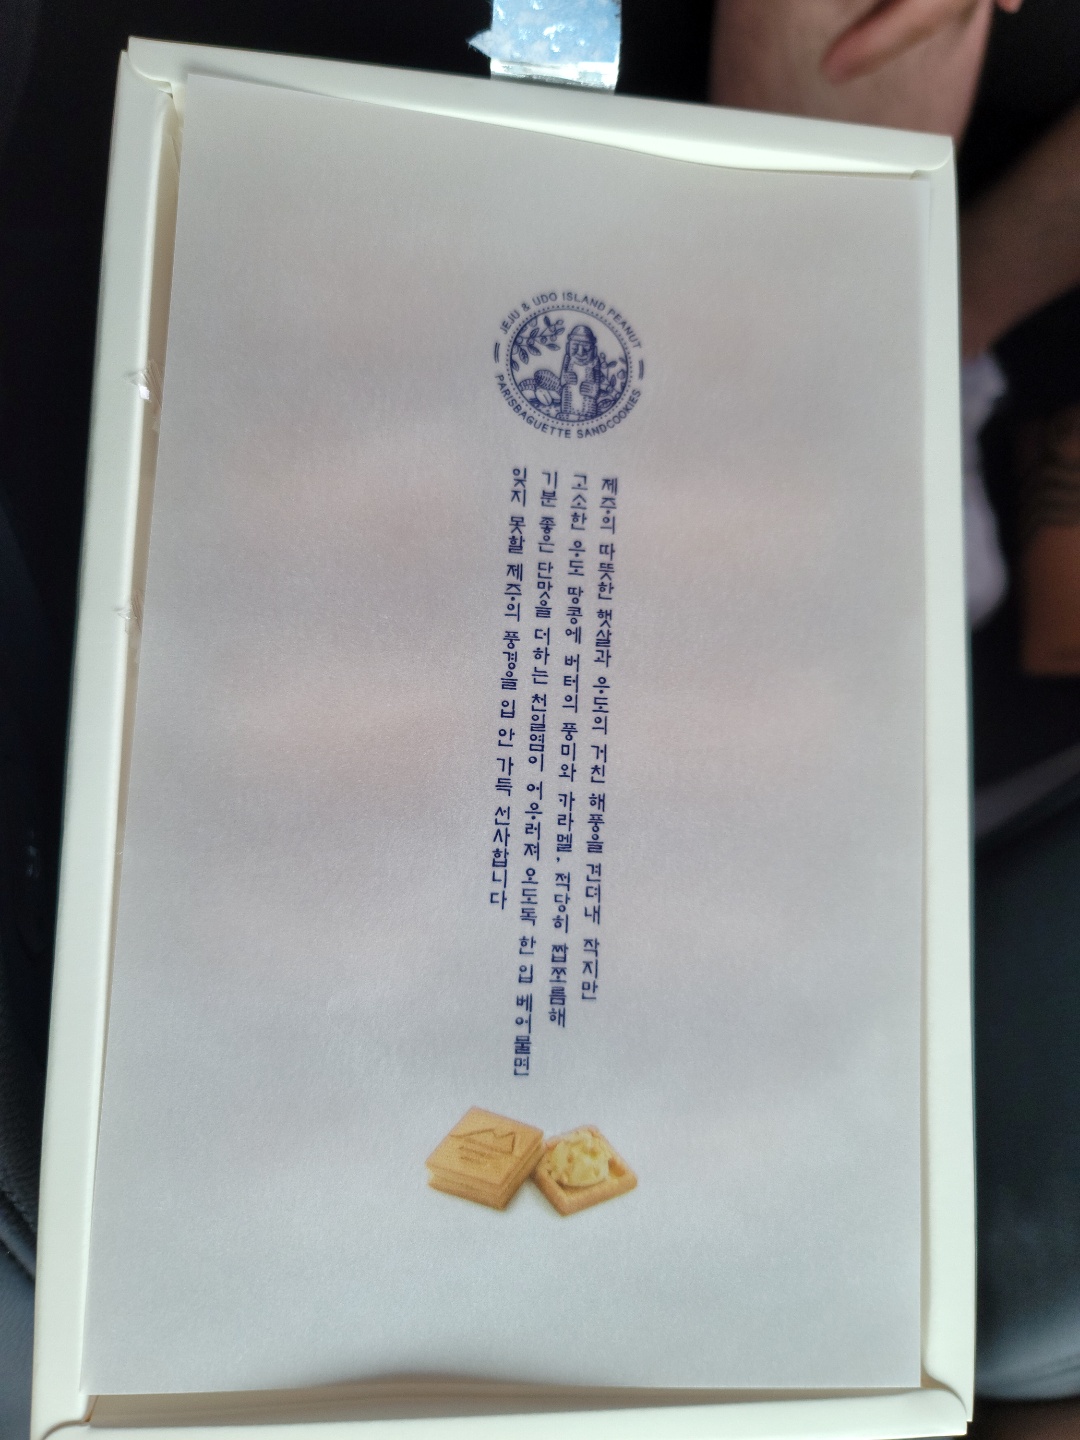 JEJU & UDO ISLAND PEANUT
PARISBAGUETTE SANDCOOKIES
제주의 따뜻한 햇살과 우도의 거친 해풍을 견뎌내 작지만
고소한 우도 땅콩에 버터의 풍미와 카라멜, 적당히 짭쪼름해
기분 좋은 단맛을 더하는 천일염이 어우러져 오도독 한 입 베어물면
잊지 못할 제주의 풍경을 입 안 가득 선사합니다